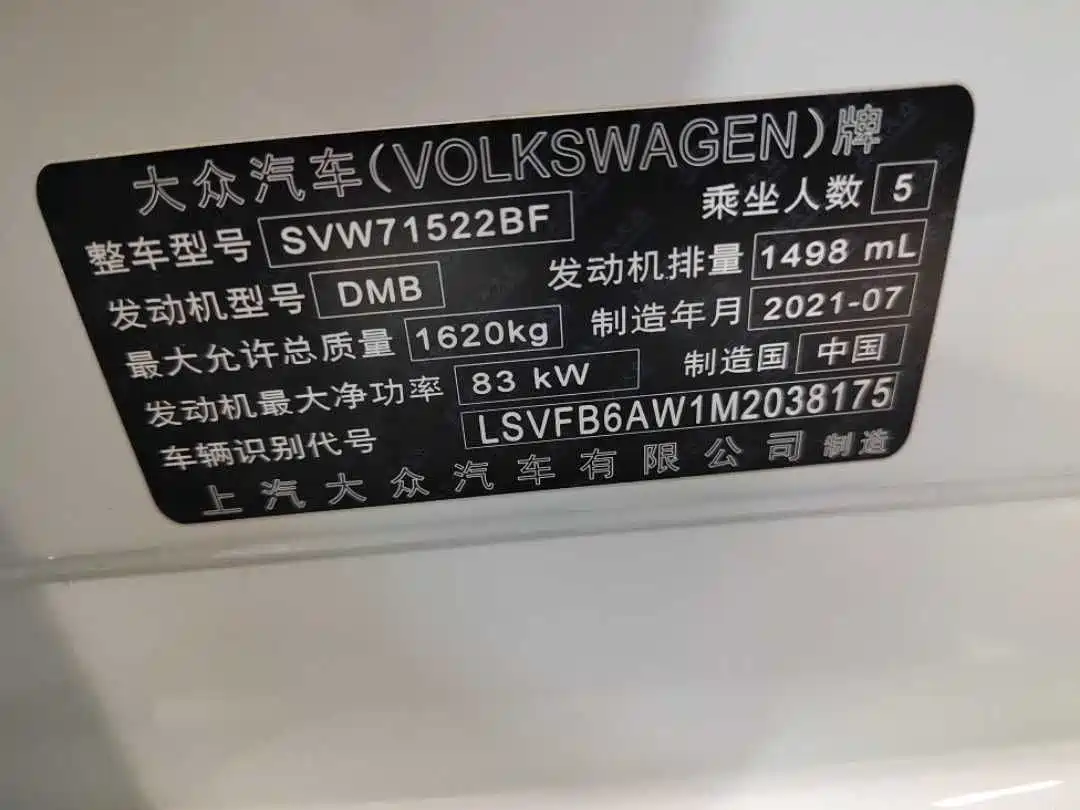 大众汽车(VOLKSWAGEN)牌
整车型号 SVW71522BF 乘坐人数 5
发动机型号 DMB 发动机排量 1498 mL
最大允许总质量 1620kg 制造年月 2021-07
发动机最大净功率 83 kW 制造国 中国
车辆识别代号 LSVFB6AW1M2038175
上汽大众汽车有限公司 制造